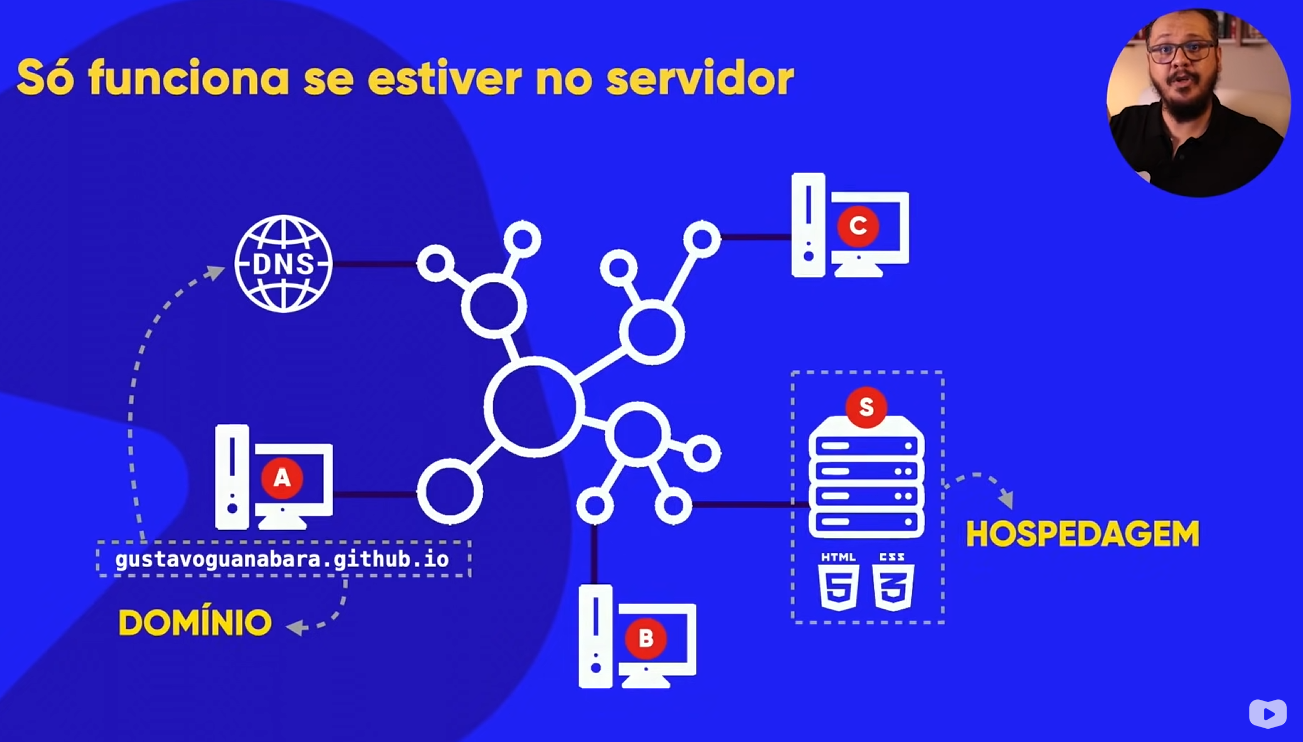 Só funciona se estiver no servidor
C
DNS
S
A
HOSPEDAGEM
gustavoguanabara.github.io
HTML CSS
5 3
DOMÍNIO
B